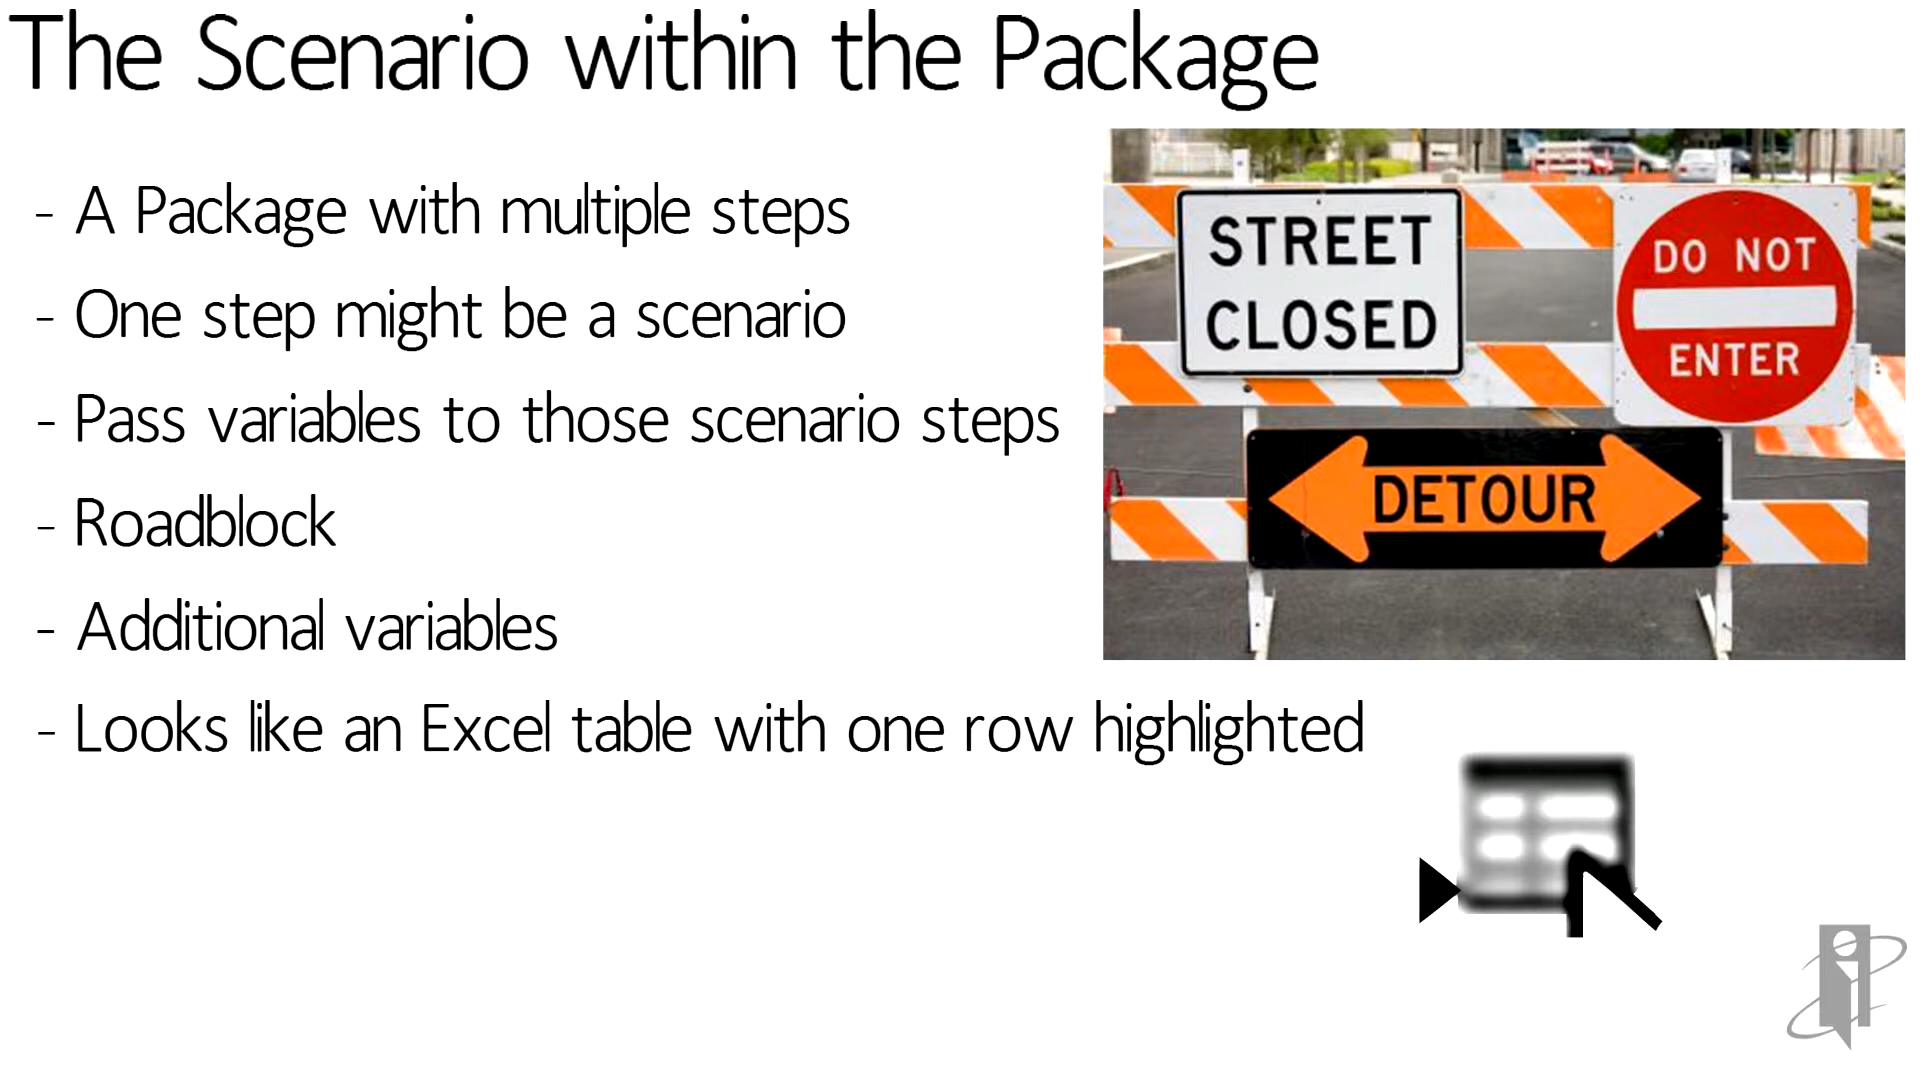 The Scenario within the Package
- A Package with multiple steps
- One step might be a scenario
- Pass variables to those scenario steps
- Roadblock
- Additional variables
- Looks like an Excel table with one row highlighted
STREET
CLOSED
DO NOT
ENTER
DETOUR